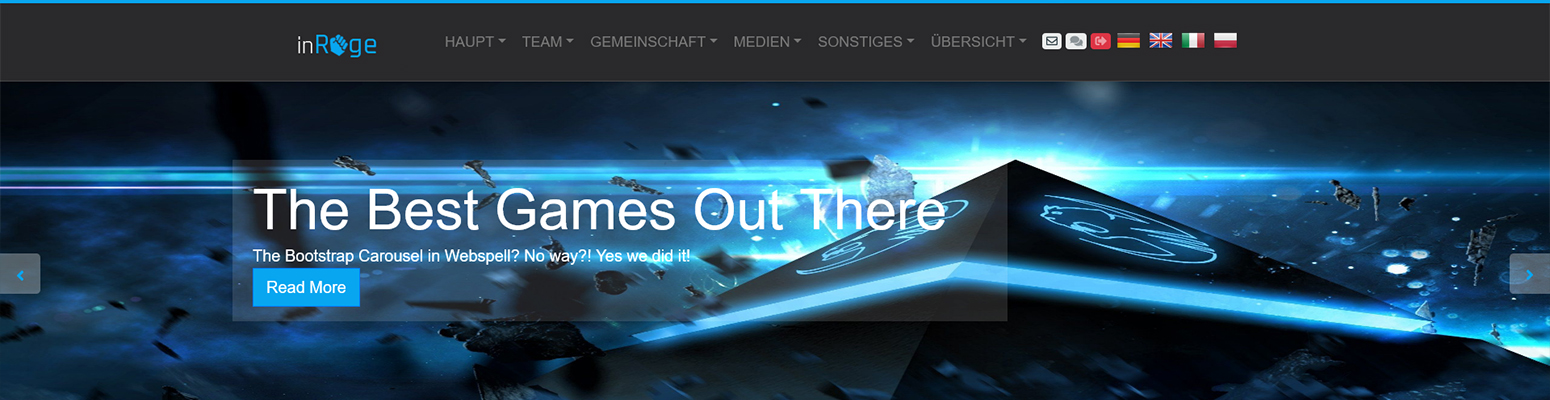 inRage
HAUPT TEAM GEMEINSCHAFT MEDIEN SONSTIGES ÜBERSICHT
The Best Games Out There
The Bootstrap Carousel in Webspell? No way?! Yes we did it!
Read More